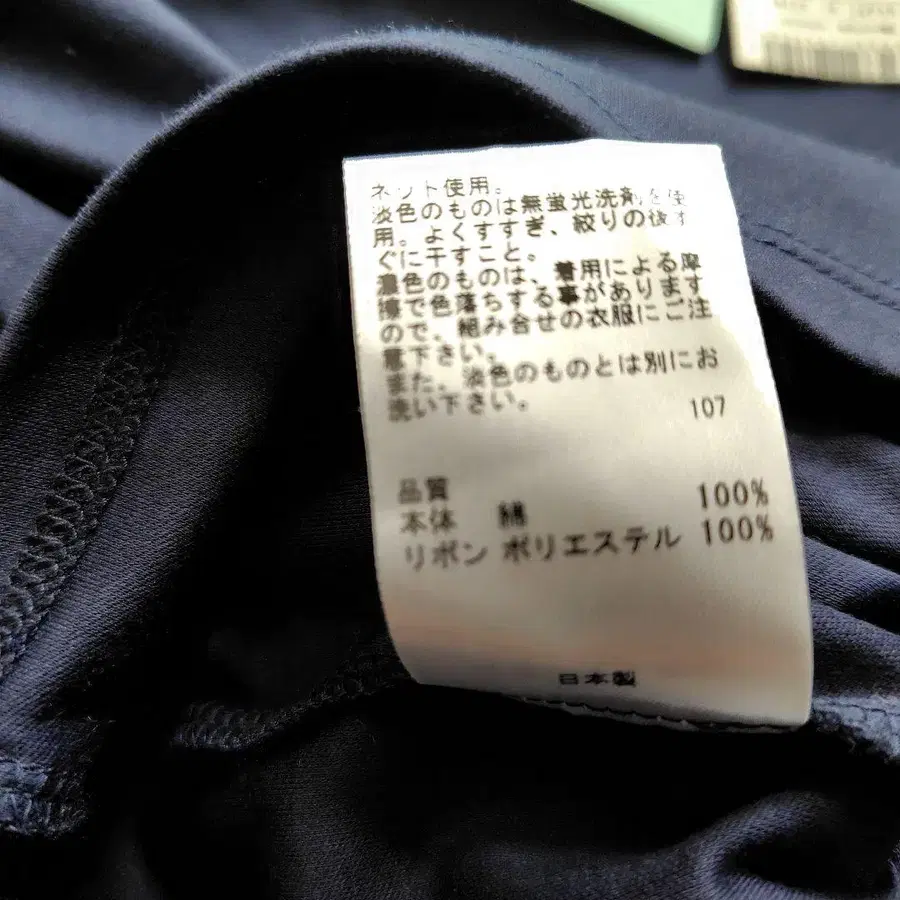 ネット使用。
淡色のものは無蛍光洗剤を使
用。よくすすぎ、絞りの後す
ぐに干すこと。
濃色のものは、着用による摩
擦で色落ちする事があります
ので、組み合せの衣服にご注
意下さい。
また、淡色のものとは別にお
洗い下さい。
107
品質
本体 綿 100%
リボン ポリエステル 100%
日本製